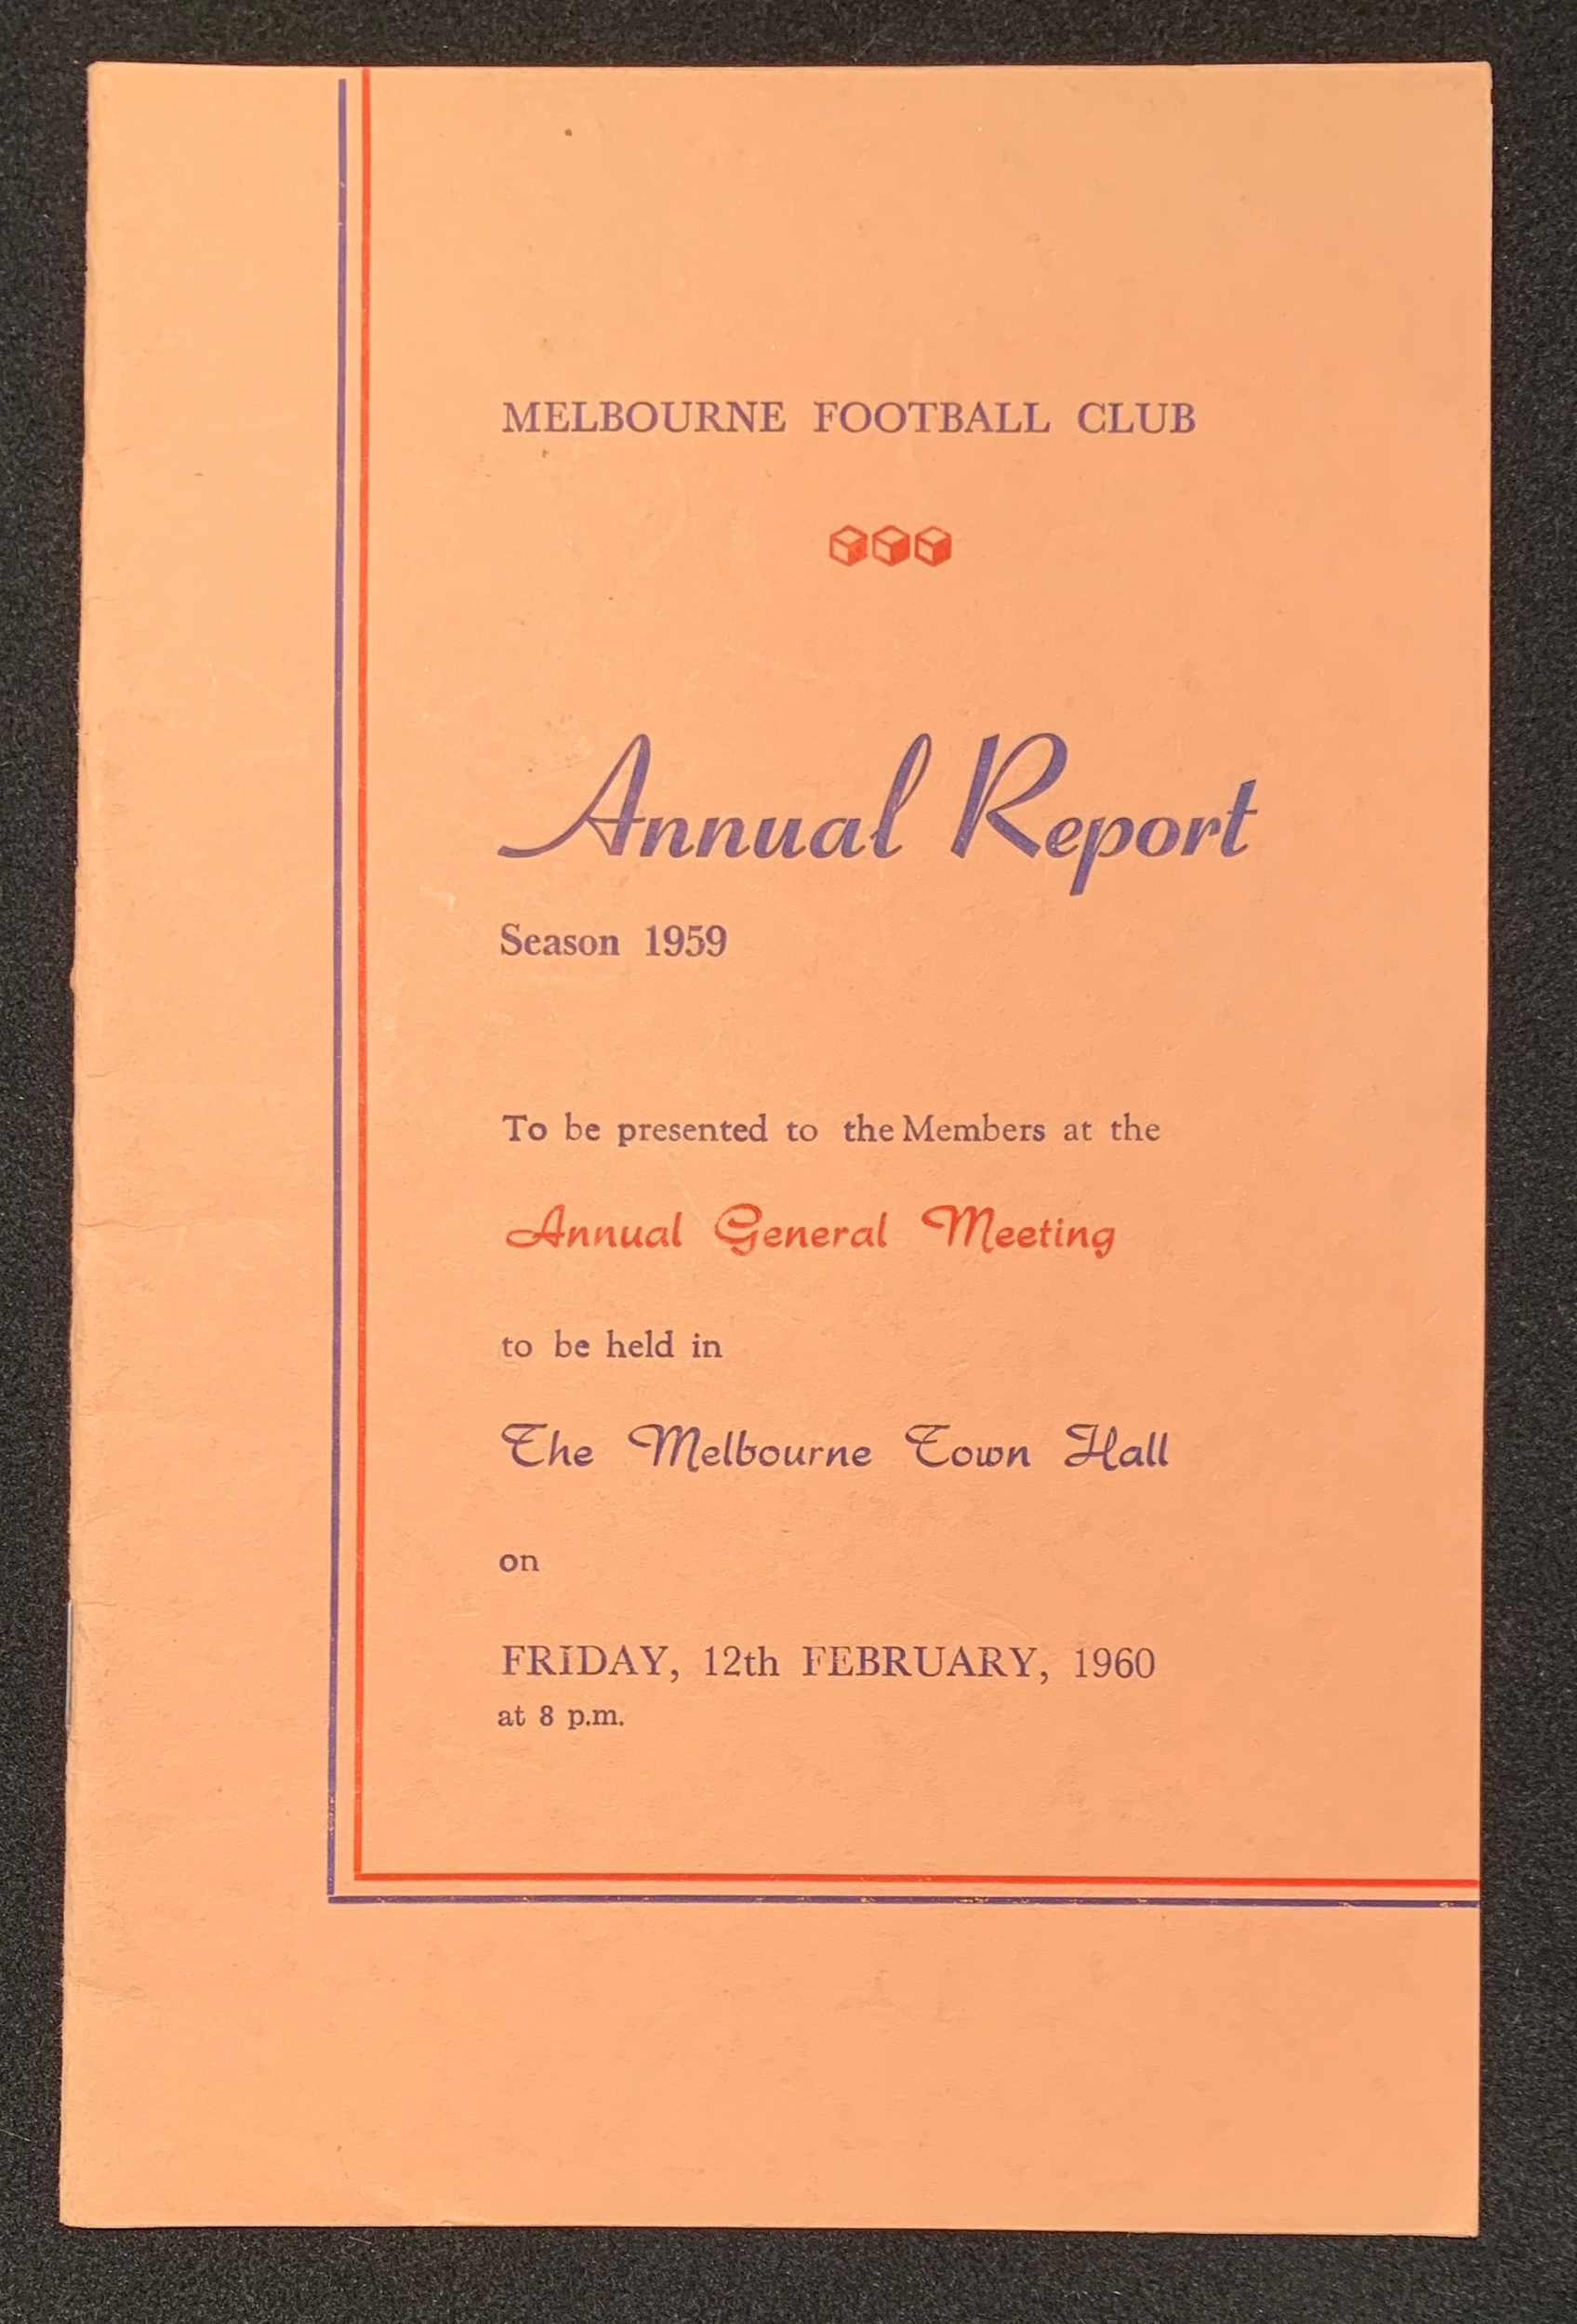 MELBOURNE FOOTBALL CLUB
Annual Report
Season 1959
To be presented to the Members at the
Annual General Meeting
to be held in
The Melbourne Town Hall
on
FRIDAY, 12th FEBRUARY, 1960
at 8 p.m.